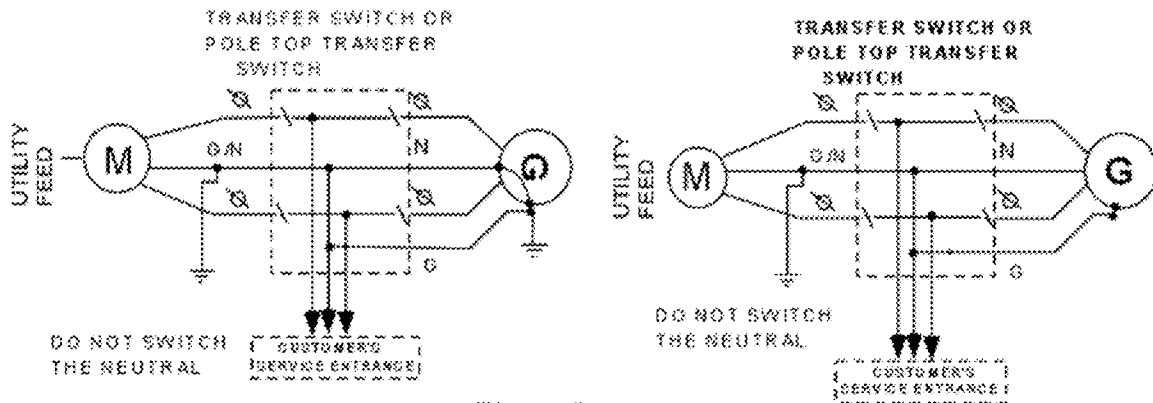 TRANSFER SWITCH OR
POLE TOP TRANSFER
SWITCH
UTILITY
FEED
M
G/N
N
G
G
DO NOT SWITCH
THE NEUTRAL
CUSTOMER'S
SERVICE ENTRANCE
TRANSFER SWITCH OR
POLE TOP TRANSFER
SWITCH
UTILITY
FEED
M
G/N
N
G
G
DO NOT SWITCH
THE NEUTRAL
CUSTOMER'S
SERVICE ENTRANCE